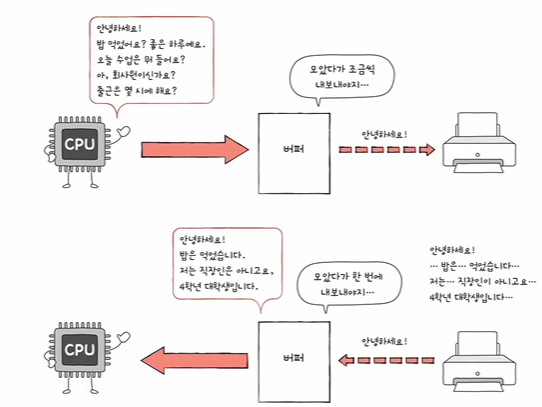 안녕하세요!
밥 먹었어요? 좋은 하루에요.
오늘 수업은 뭐 들어요?
아, 회사원이신가요?
출근은 몇 시에 해요?
모았다가 조금씩
내보내야지...
CPU
버퍼
안녕하세요!
안녕하세요!
밥은 먹었습니다.
저는 직장인은 아니고요,
4학년 대학생입니다.
모았다가 한 번에
내보내야지...
안녕하세요!
... 밥은... 먹었습니다...
저는... 직장인이 아니고요...
4학년 대학생입니다...
CPU
버퍼
안녕하세요!